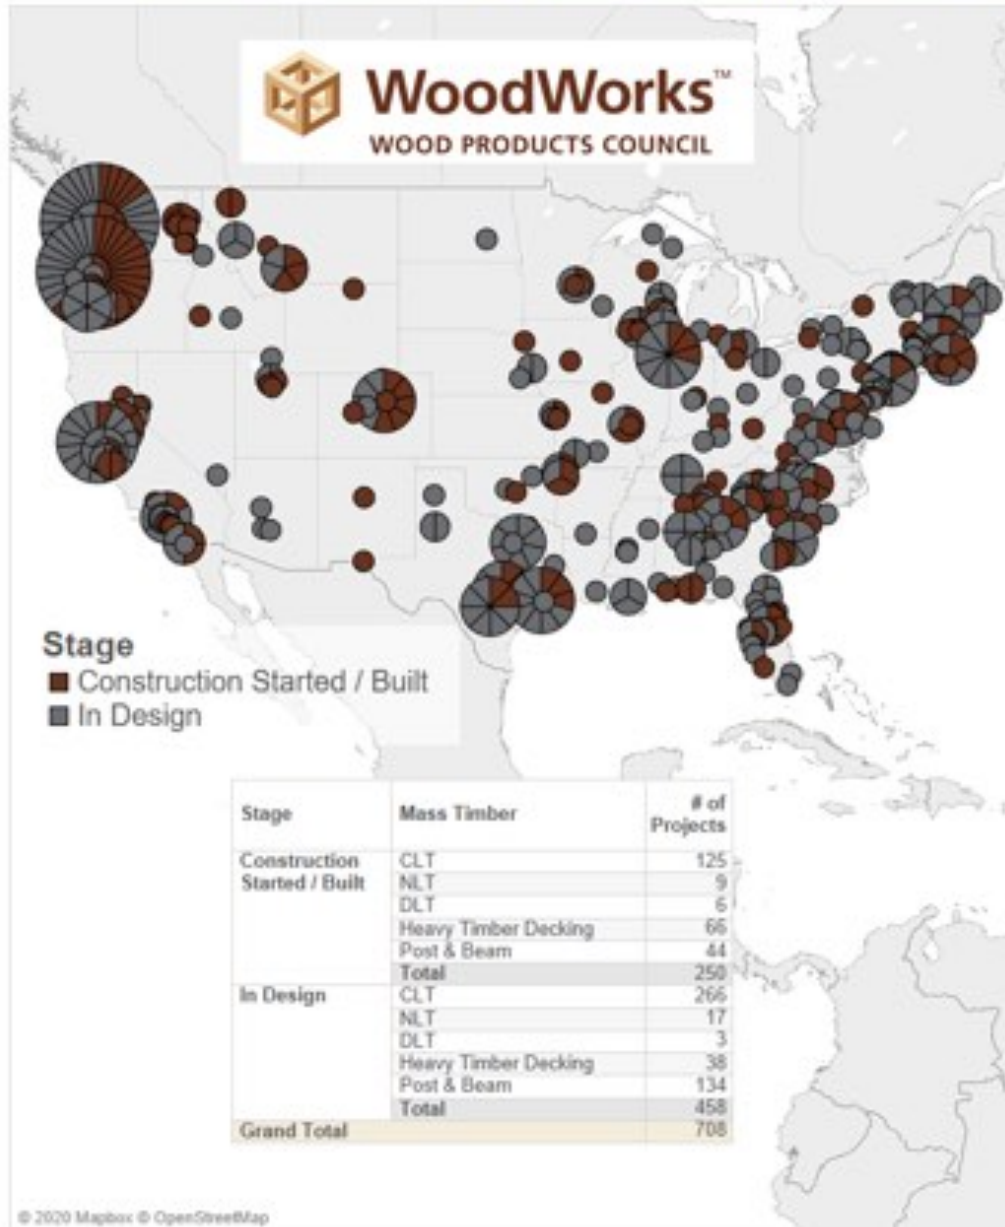 WoodWorks™
WOOD PRODUCTS COUNCIL
Stage
Construction Started / Built
In Design
Stage Mass Timber # of Projects
Construction Started / Built CLT 125
NLT 9
DLT 6
Heavy Timber Decking 66
Post & Beam 44
Total 250
In Design CLT 266
NLT 17
DLT 3
Heavy Timber Decking 38
Post & Beam 134
Total 458
Grand Total 708
© 2020 Mapbox © OpenStreetMap